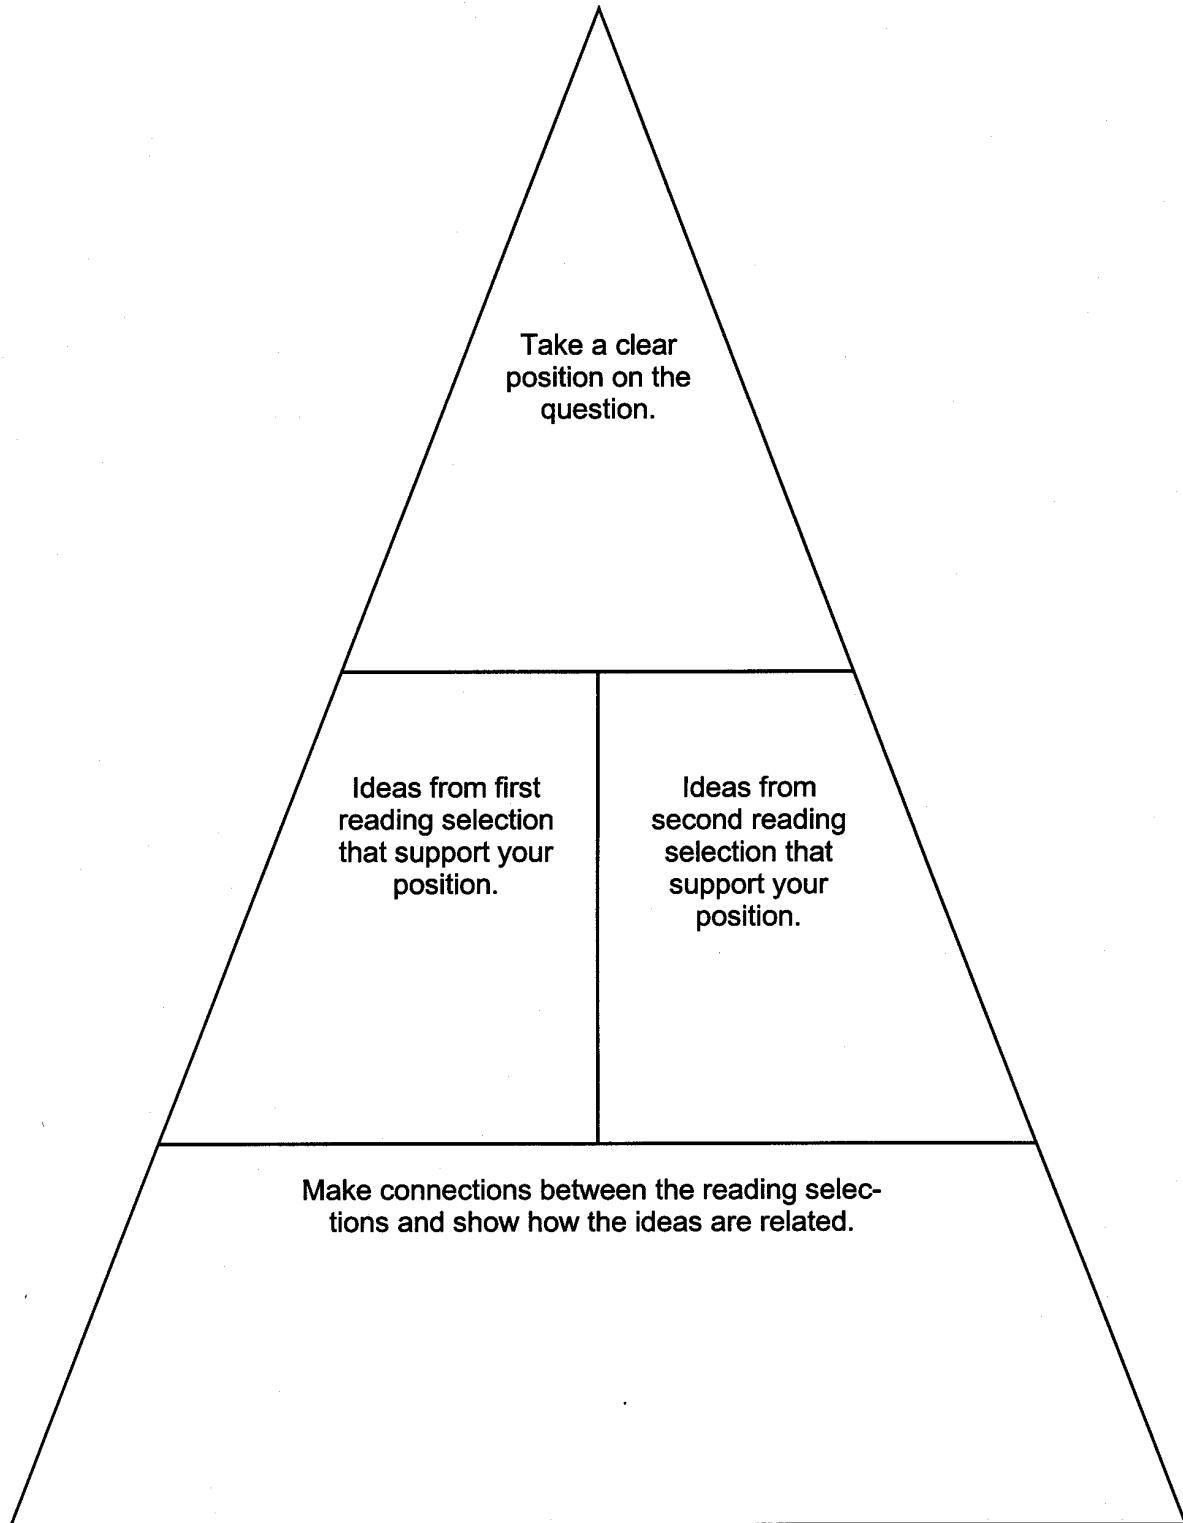 Take a clear
position on the
question.
Ideas from first
reading selection
that support your
position.
Ideas from
second reading
selection that
support your
position.
Make connections between the reading selec-
tions and show how the ideas are related.